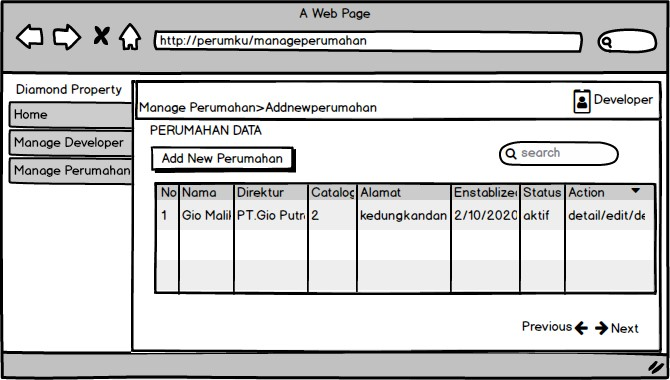 A Web Page
http://perumku/manageperumahan
Diamond Property
Home
Manage Developer
Manage Perumahan
Manage Perumahan>Addnewperumahan
Developer
PERUMAHAN DATA
Add New Perumahan
search
No Nama Direktur Catalog Alamat Enstablized Status Action
1 Gio Malik PT.Gio Putr 2 kedungkandan 2/10/2020 aktif detail/edit/de
Previous Next